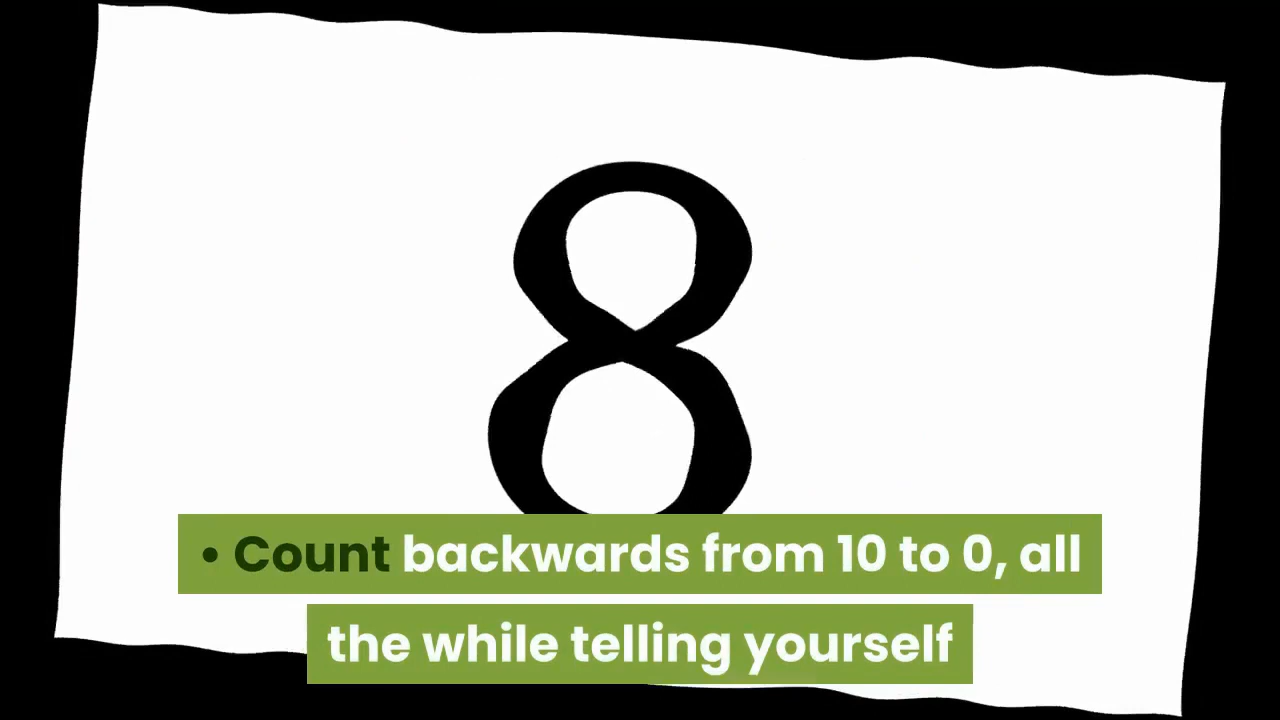 8
• Count backwards from 10 to 0, all
the while telling yourself